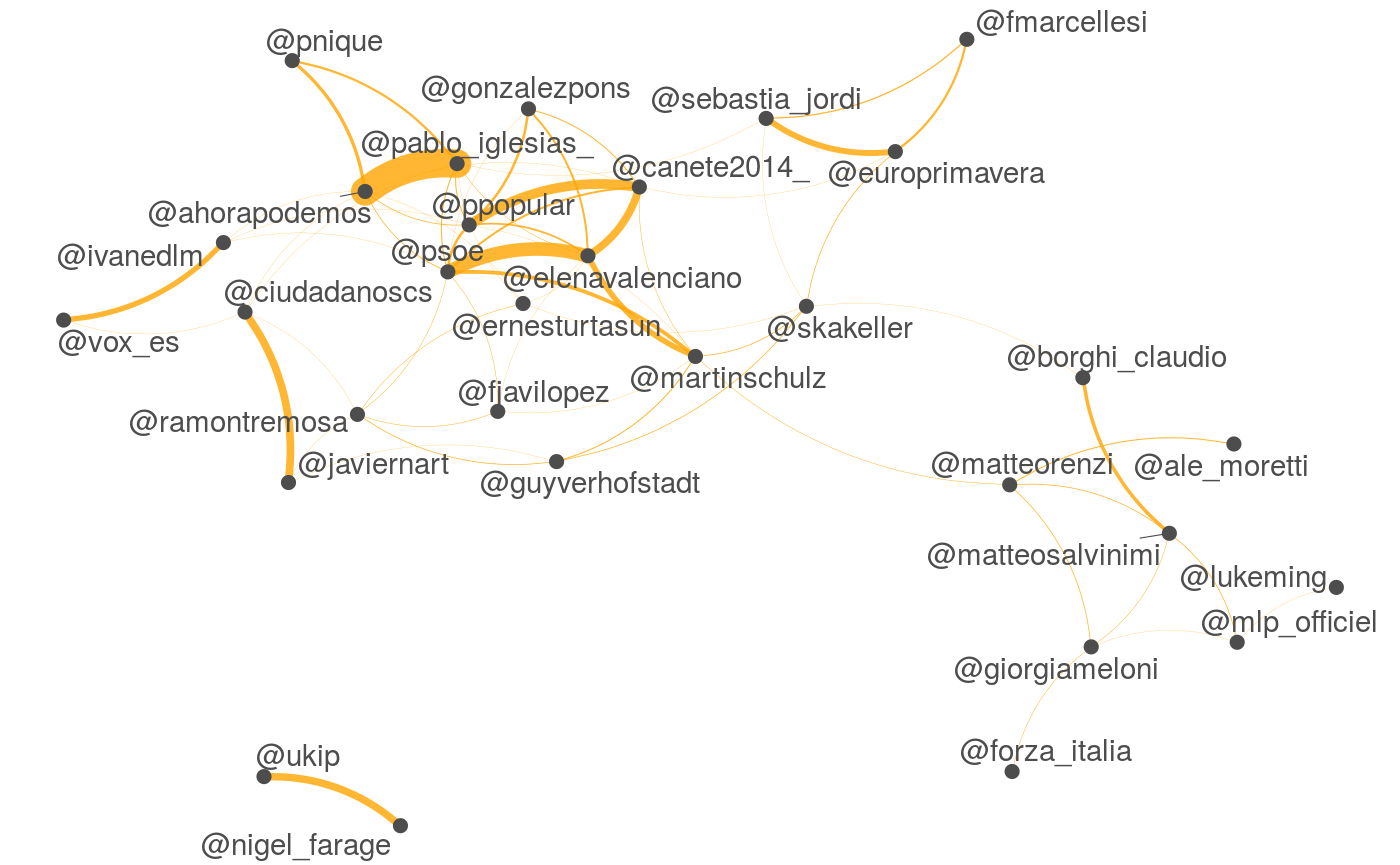 @fmarcellesi
@pnique
@gonzalezpons
@sebastia_jordi
@pablo_iglesias_
@canete2014_
@europrimavera
@ppopular
@ahorapodemos
@psoe
@ivanedlm
@elenavalenciano
@ciudadanoscs
@ernesturtasun
@skakeller
@vox_es
@borghi_claudio
@martinschulz
@fjavilopez
@ramontremosa
@javiernart
@matteorenzi
@ale_moretti
@guyverhofstadt
@matteosalvinimi
@lukeming
@mlp_officiel
@giorgiameloni
@forza_italia
@ukip
@nigel_farage